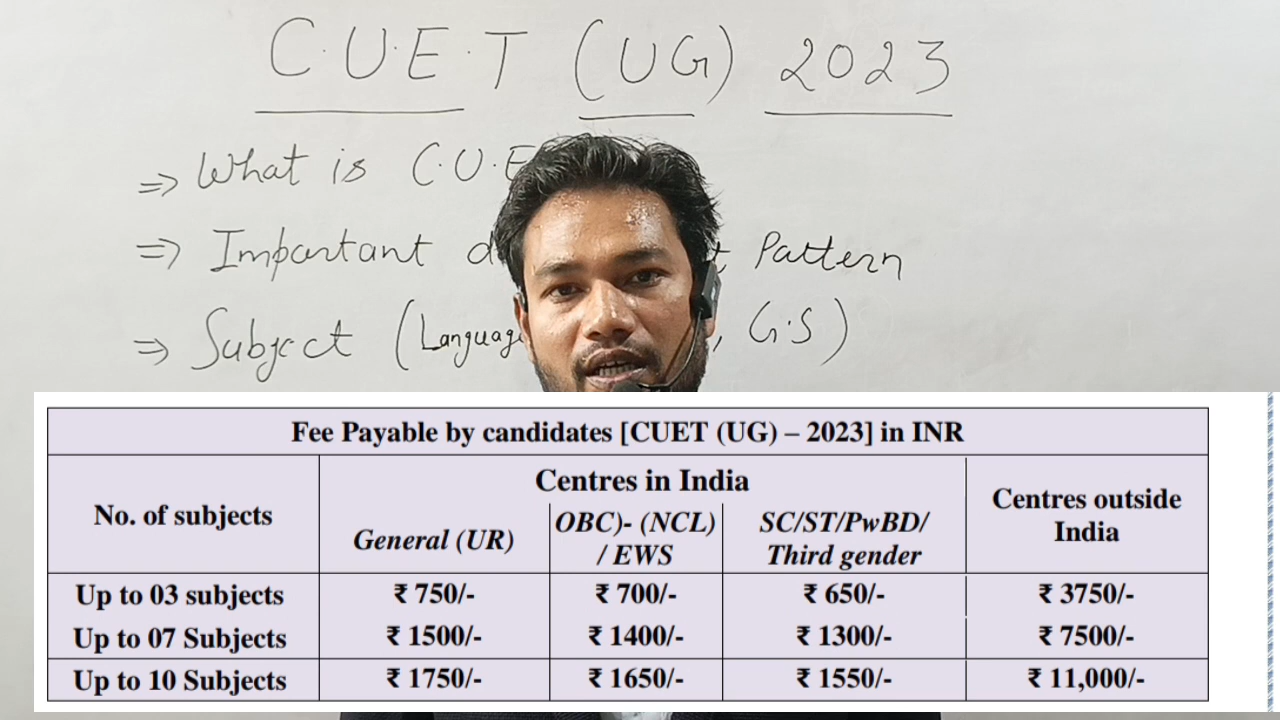 C.U.E.T (UG) 2023
⇒ What is C.U.E
⇒ Important Pattern
⇒ Subject (Language , G.S)
Fee Payable by candidates [CUET (UG) – 2023] in INR
No. of subjects
Centres in India
Centres outside India
General (UR)
OBC)- (NCL) / EWS
SC/ST/PwBD/ Third gender
Up to 03 subjects ₹ 750/- ₹ 700/- ₹ 650/- ₹ 3750/-
Up to 07 Subjects ₹ 1500/- ₹ 1400/- ₹ 1300/- ₹ 7500/-
Up to 10 Subjects ₹ 1750/- ₹ 1650/- ₹ 1550/- ₹ 11,000/-